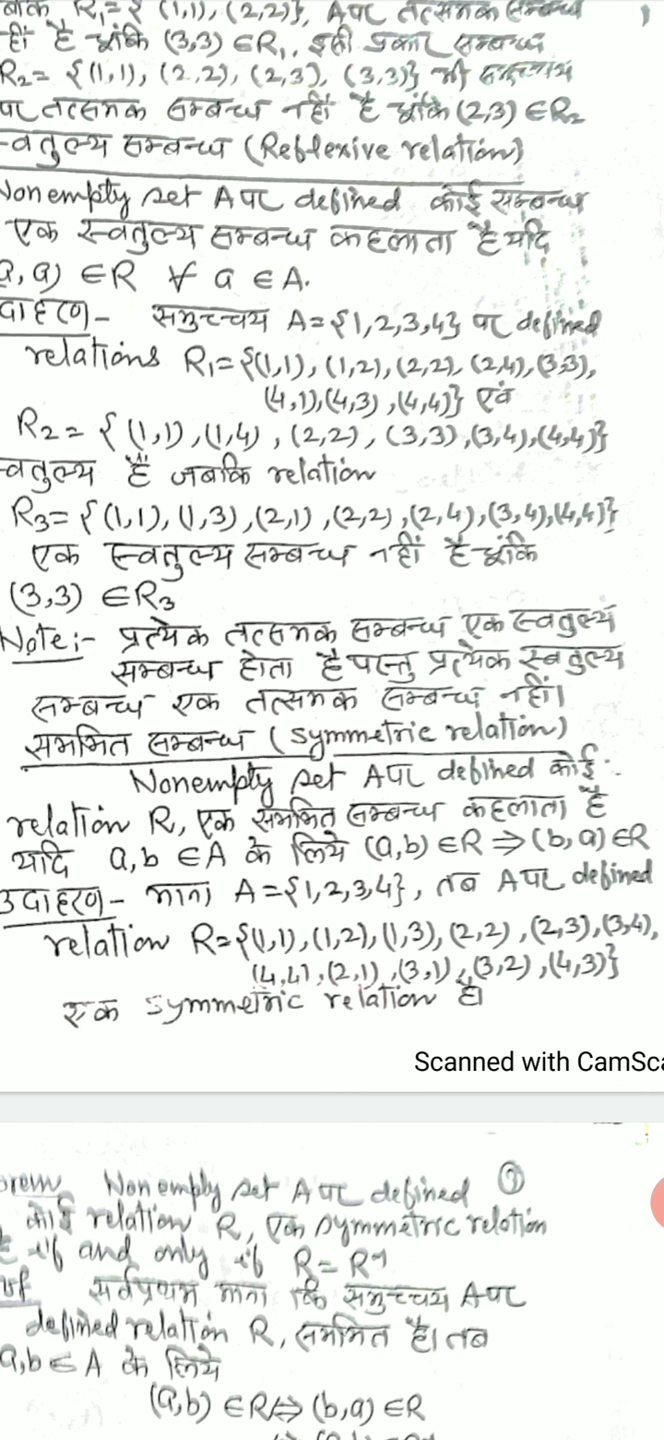 R₁= { (1,1), (2,2)}, A पर तत्समक सम्बन्ध
हीं है चूंकि (3,3) ∈R₁, इसी प्रकार सम्बन्ध
R₂= {(1,1), (2,2), (2,3), (3,3)} भी समुच्चय
पर तत्समक सम्बन्ध नहीं है चूंकि (2,3) ∈R₂
-वतुल्य सम्बन्ध (Reflexive relation)
Non empty set A पर defined कोई सम्बन्ध
एक स्वतुल्य सम्बन्ध कहलाता है यदि
a, a) ∈R ∀ a ∈A.
दाहरण- समुच्चय A={1,2,3,4} पर defined
relations R₁={(1,1), (1,2), (2,2), (2,4), (3,3),
(4,1),(4,3) ,(4,4)} एवं
R₂= { (1,1) ,(1,4) , (2,2) , (3,3) ,(3,4),(4,4)}
-वतुल्य हैं जबकि relation
R₃= { (1,1), (1,3) ,(2,1) ,(2,2) ,(2,4) ,(3,4),(4,4)}
एक स्वतुल्य सम्बन्ध नहीं है चूंकि
(3,3) ∈R₃
Note:- प्रत्येक तत्समक सम्बन्ध एक स्वतुल्य
सम्बन्ध होता है परन्तु प्रत्येक स्वतुल्य
सम्बन्ध एक तत्समक सम्बन्ध नहीं।
सममित सम्बन्ध ( symmetric relation)
Nonempty set A पर defined कोई
relation R, एक सममित सम्बन्ध कहलाता है
यदि a,b ∈A के लिये (a,b) ∈R ⇒ (b,a) ∈R
उदाहरण- माना A={1,2,3,4} , तब A पर defined
relation R={(1,1), (1,2), (1,3), (2,2) , (2,3), (3,4),
(4,4), (2,1) ,(3,1) ,(3,2) ,(4,3)}
एक symmetric relation है।
Scanned with CamSca
orem Non empty set A पर defined ①
कोई relation R, एक symmetric relation
है if and only if R= R⁻¹
of सर्वप्रथम माना कि समुच्चय A पर
defined relation R, सममित है। तब
a,b ∈ A के लिये
(a,b) ∈R ⇔ (b,a) ∈R